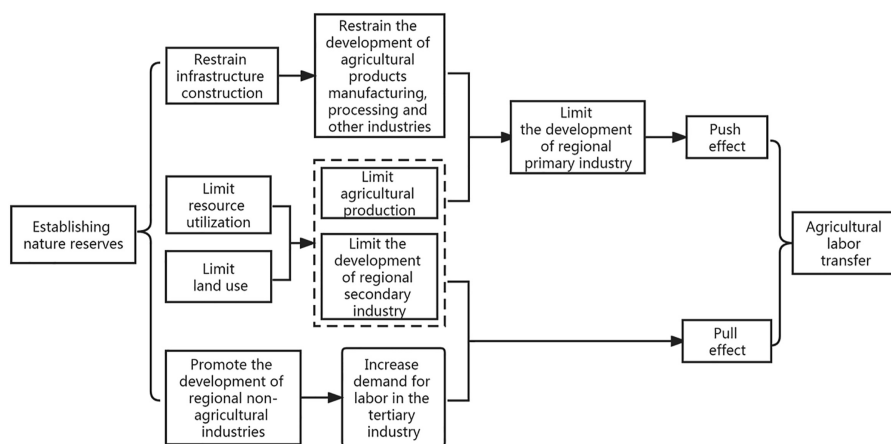 Establishing
nature reserves
Restrain
infrastructure
construction
Restrain the
development of
agricultural
products
manufacturing,
processing and
other industries
Limit
resource
utilization
Limit
land use
Limit
agricultural
production
Limit the
development
of regional
secondary
industry
Promote the
development of
regional non-
agricultural
industries
Increase
demand for
labor in the
tertiary
industry
Limit
the development
of regional
primary industry
Push
effect
Pull
effect
Agricultural
labor
transfer